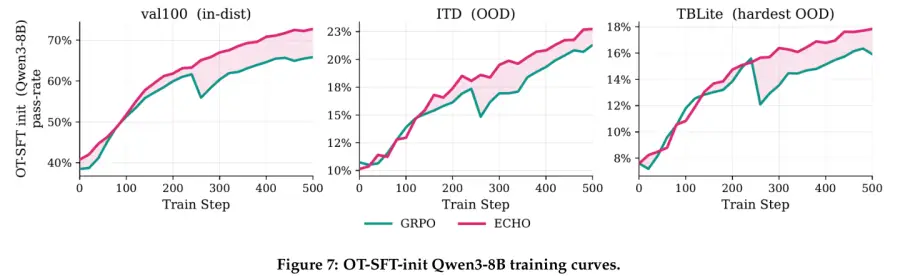 val100 (in-dist)
ITD (OOD)
TBLite (hardest OOD)
OT-SFT init (Qwen3-8B)
pass-rate
70%
60%
50%
40%
23%
20%
18%
15%
12%
10%
18%
16%
14%
12%
10%
8%
0 100 200 300 400 500
0 100 200 300 400 500
0 100 200 300 400 500
Train Step
Train Step
Train Step
GRPO
ECHO
Figure 7: OT-SFT-init Qwen3-8B training curves.